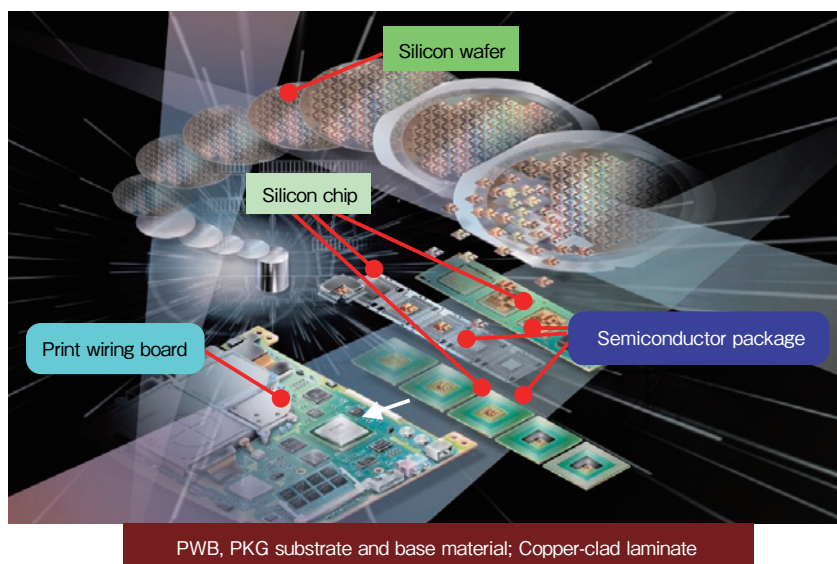 Silicon wafer
Silicon chip
Print wiring board
Semiconductor package
PWB, PKG substrate and base material; Copper-clad laminate